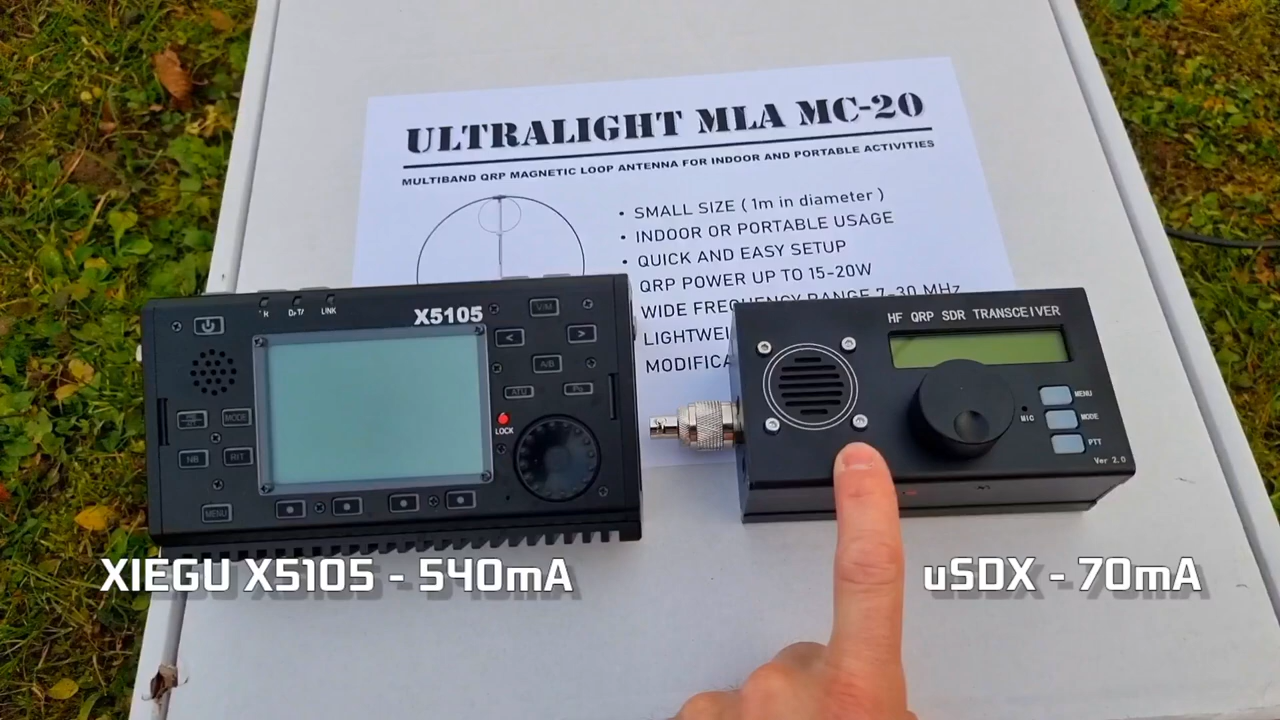 ULTRALIGHT MLA MC-20
MULTIBAND QRP MAGNETIC LOOP ANTENNA FOR INDOOR AND PORTABLE ACTIVITIES
• SMALL SIZE ( 1m in diameter )
• INDOOR OR PORTABLE USAGE
• QUICK AND EASY SETUP
QRP POWER UP TO 15-20W
WIDE FREQUENCY RANGE 7-30 MHz
LIGHTWEI
MODIFICA
LINK
X5105
V/M
<
>
A/B
ATU
PRE
ATT
MODE
LOCK
NB
RIT
MENU
HF QRP SDR TRANSCEIVER
MENU
MIC
MODE
PTT
Ver 2.0
XIEGU X5105 - 540mA
uSDX - 70mA